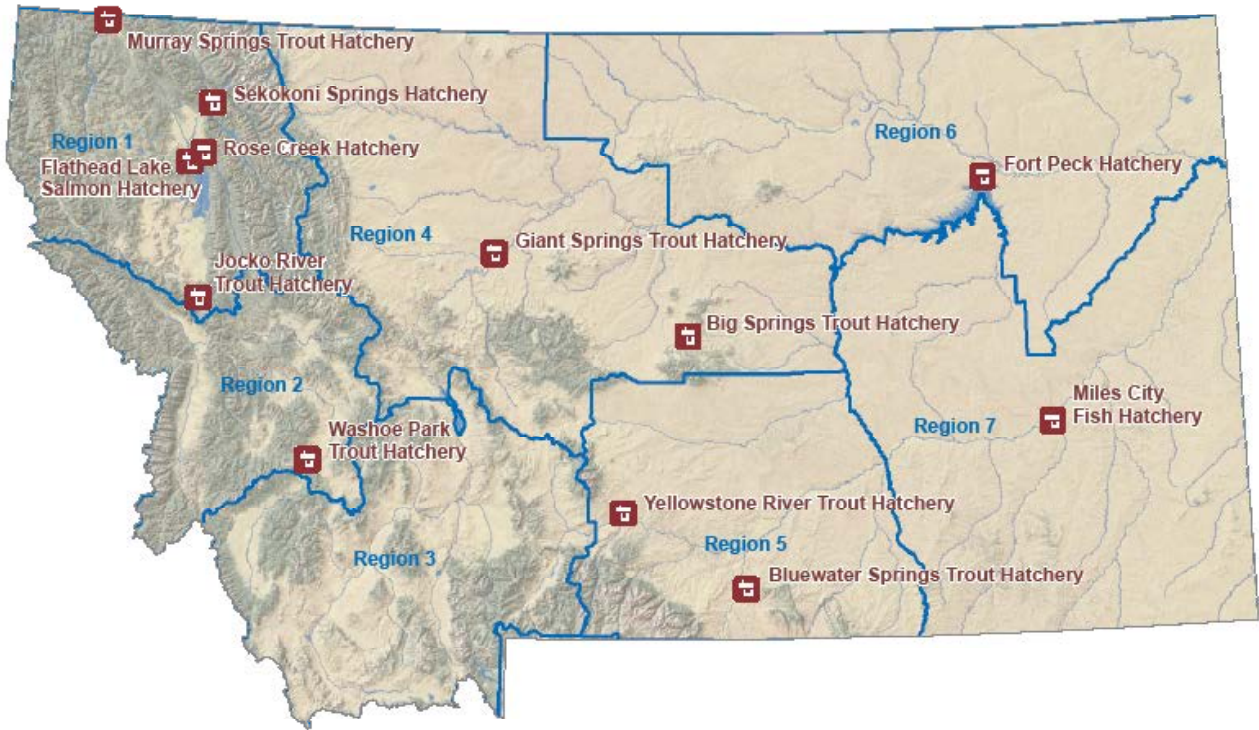 Murray Springs Trout Hatchery
Sekokoni Springs Hatchery
Region 1
Rose Creek Hatchery
Flathead Lake
Salmon Hatchery
Region 6
Fort Peck Hatchery
Region 4
Giant Springs Trout Hatchery
Jocko River
Trout Hatchery
Big Springs Trout Hatchery
Region 2
Miles City
Fish Hatchery
Region 7
Washoe Park
Trout Hatchery
Yellowstone River Trout Hatchery
Region 5
Region 3
Bluewater Springs Trout Hatchery